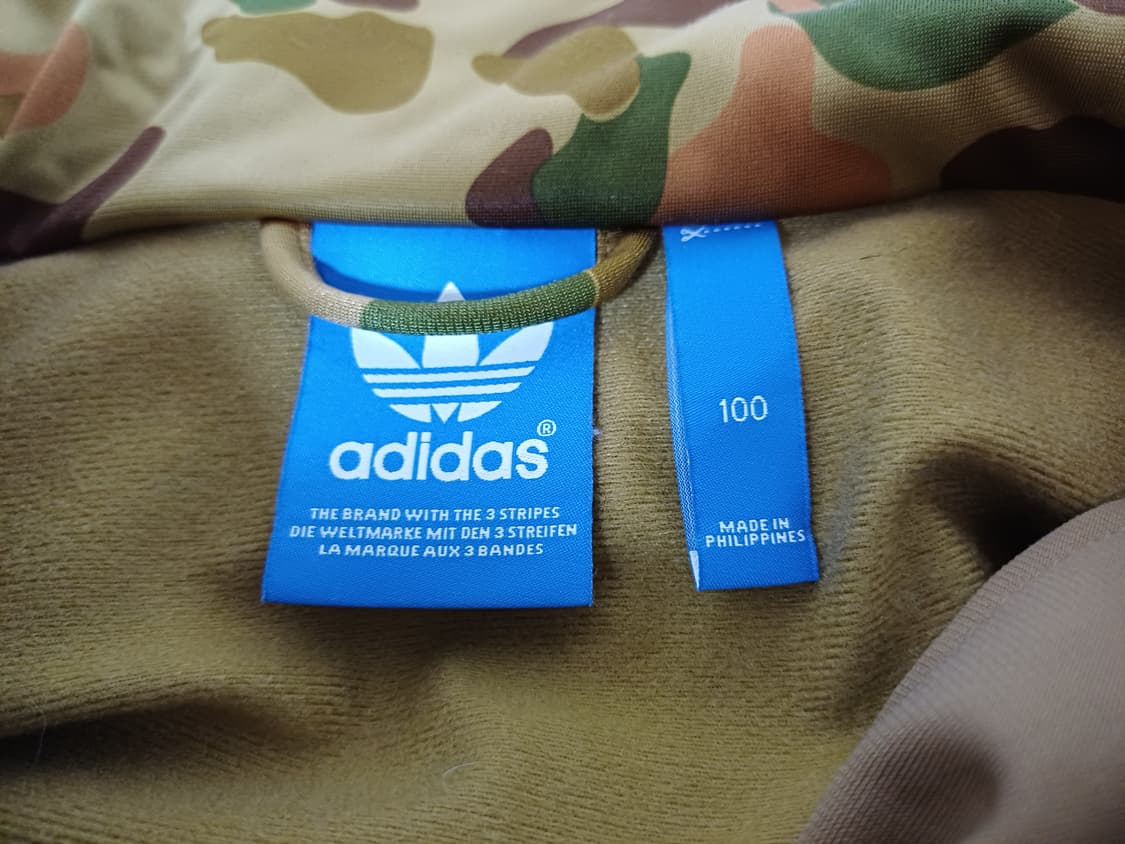 adidas®
THE BRAND WITH THE 3 STRIPES
DIE WELTMARKE MIT DEN 3 STREIFEN
LA MARQUE AUX 3 BANDES
100
MADE IN
PHILIPPINES